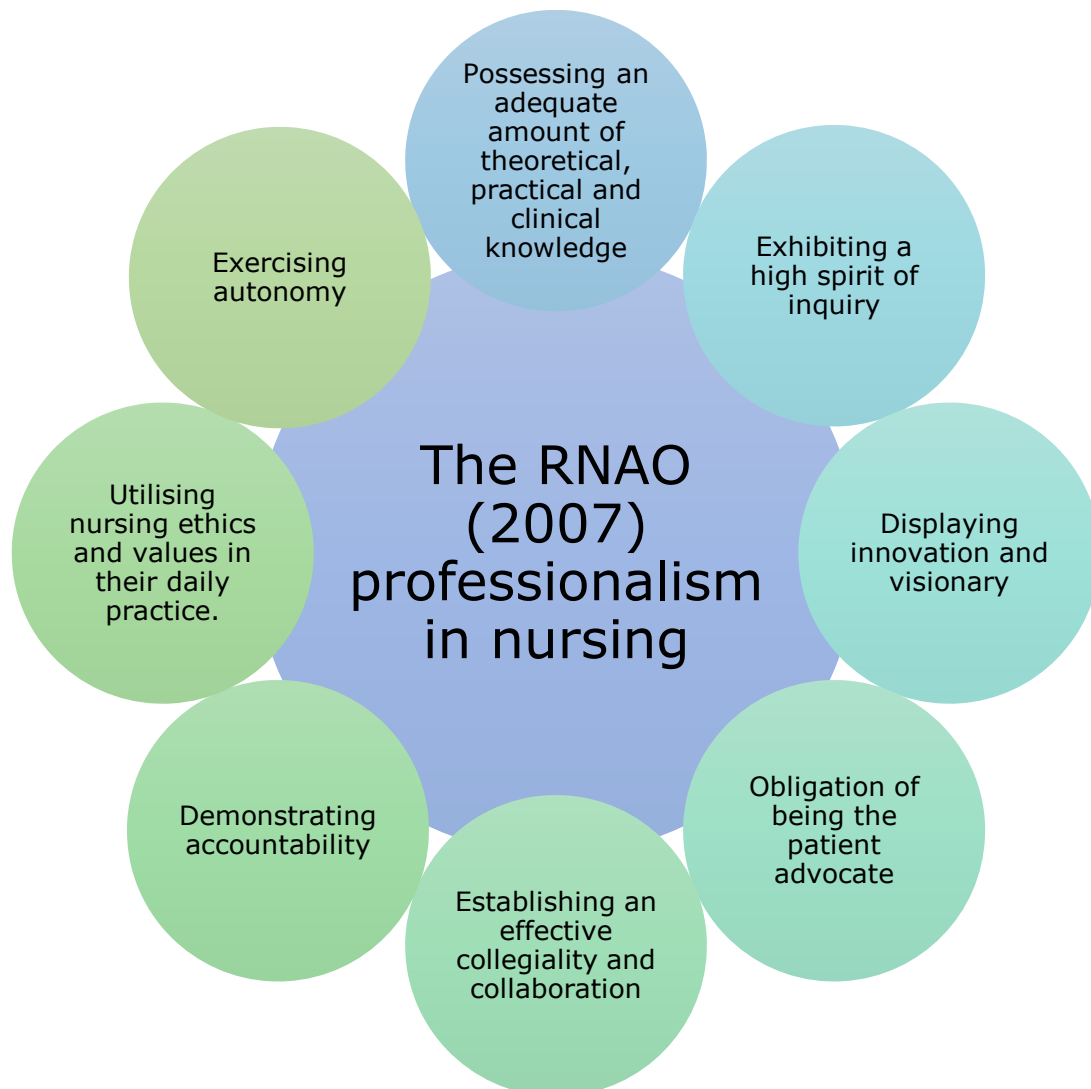 Possessing an
adequate
amount of
theoretical,
practical and
clinical
knowledge
Exhibiting a
high spirit of
inquiry
Displaying
innovation and
visionary
Obligation of
being the
patient
advocate
Establishing an
effective
collegiality and
collaboration
Demonstrating
accountability
Utilising
nursing ethics
and values in
their daily
practice.
Exercising
autonomy
The RNAO
(2007)
professionalism
in nursing